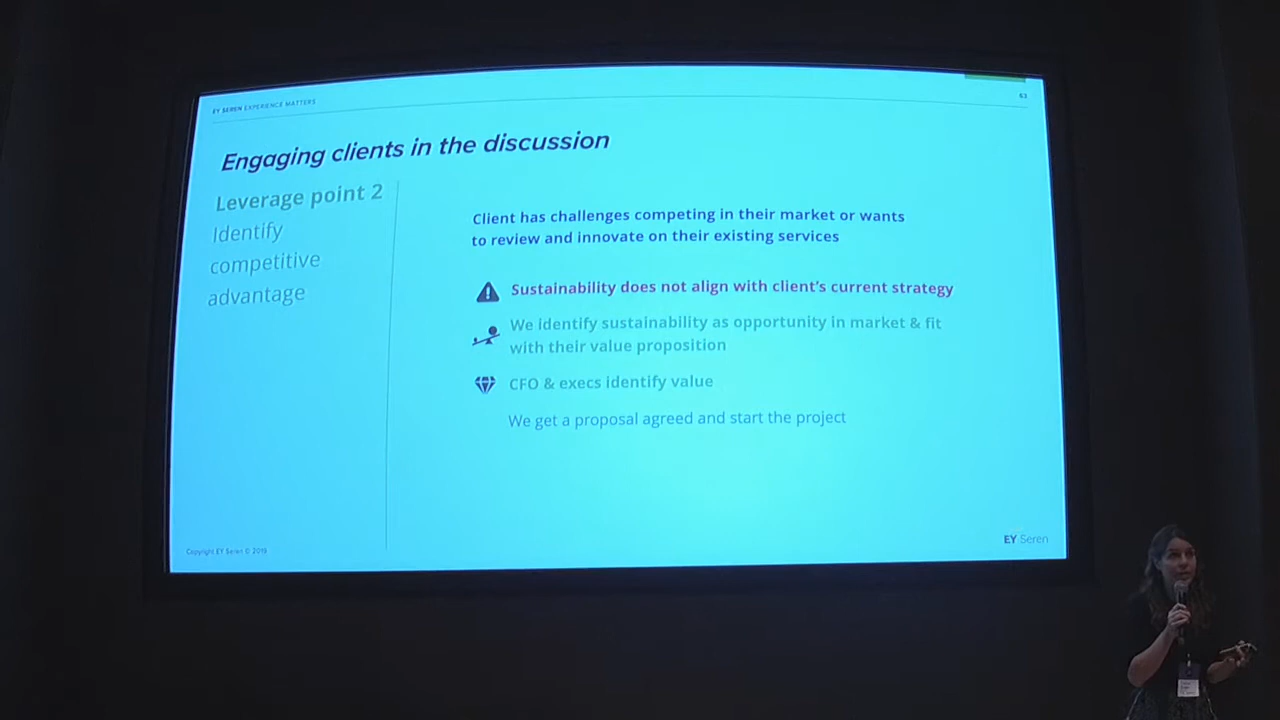 EY SEREN EXPERIENCE MATTERS
63
Engaging clients in the discussion
Leverage point 2
Identify
competitive
advantage
Client has challenges competing in their market or wants
to review and innovate on their existing services
Sustainability does not align with client's current strategy
We identify sustainability as opportunity in market & fit
with their value proposition
CFO & execs identify value
We get a proposal agreed and start the project
Copyright EY Seren © 2019
EY Seren